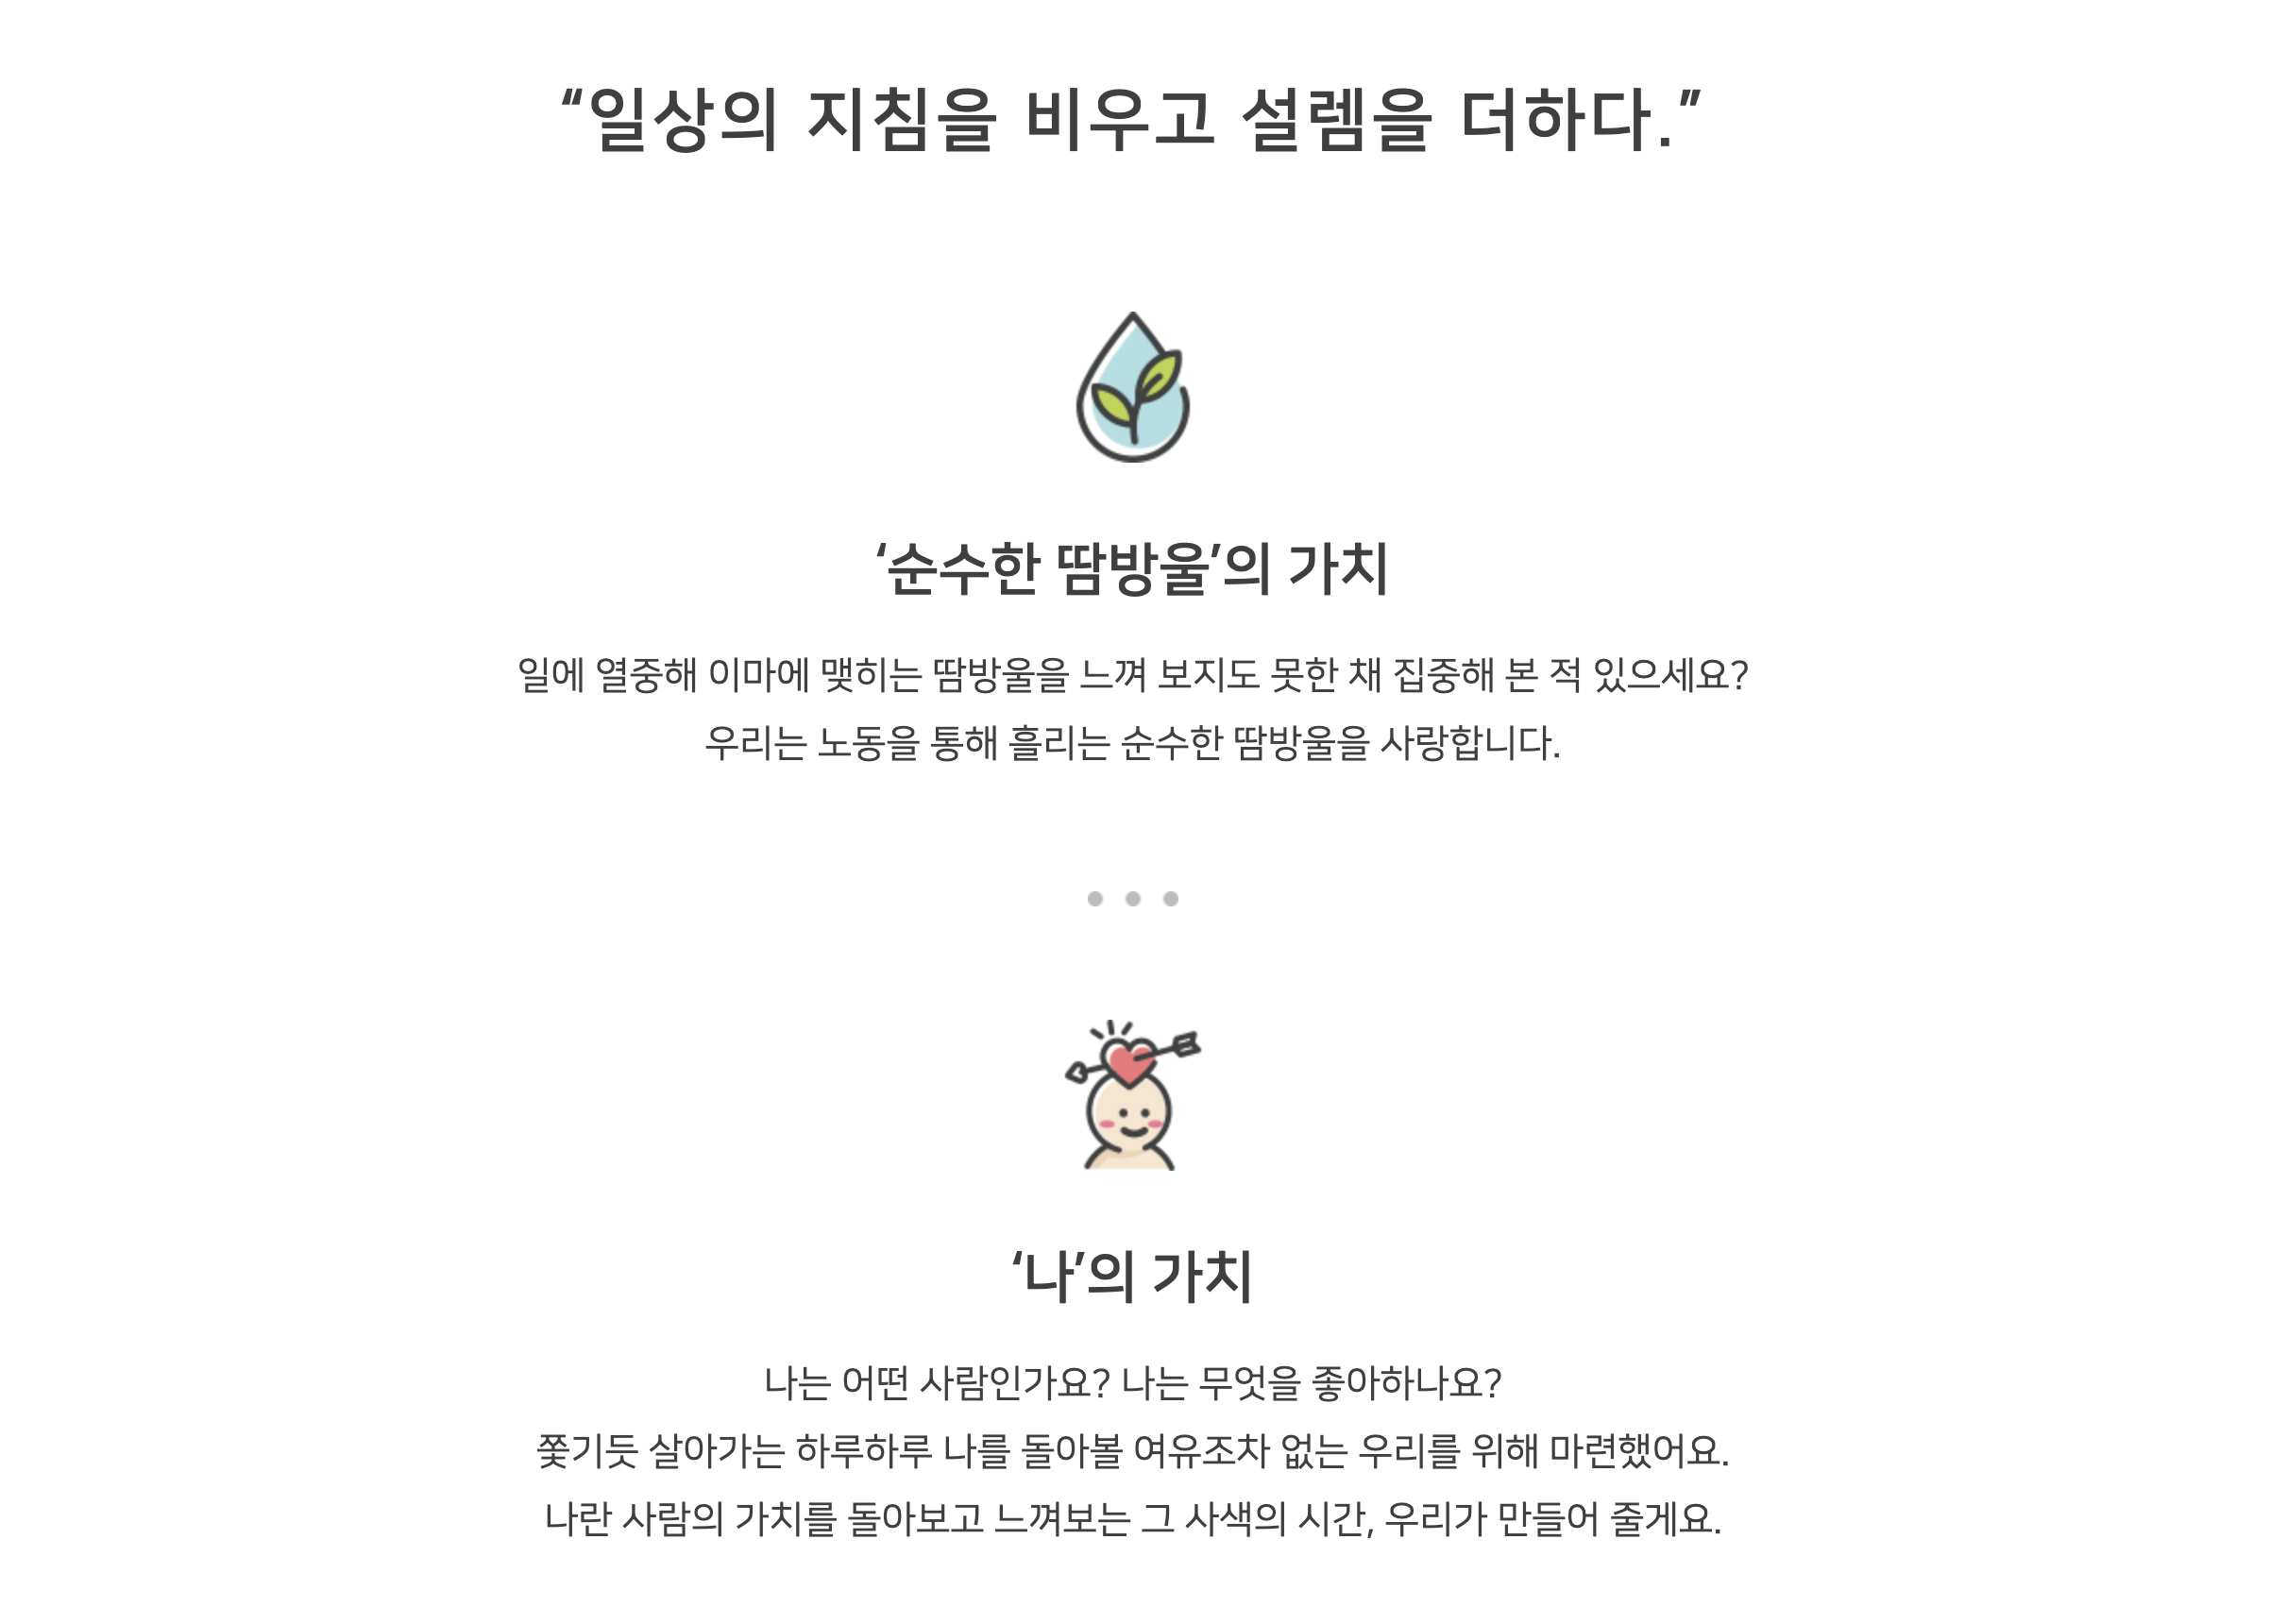 “일상의 지침을 비우고 설렘을 더하다.”
‘순수한 땀방울’의 가치
일에 열중해 이마에 맺히는 땀방울을 느껴 보지도 못한 채 집중해 본 적 있으세요?
우리는 노동을 통해 흘리는 순수한 땀방울을 사랑합니다.
‘나’의 가치
나는 어떤 사람인가요? 나는 무엇을 좋아하나요?
쫓기듯 살아가는 하루하루 나를 돌아볼 여유조차 없는 우리를 위해 마련했어요.
나란 사람의 가치를 돌아보고 느껴보는 그 사색의 시간, 우리가 만들어 줄게요.